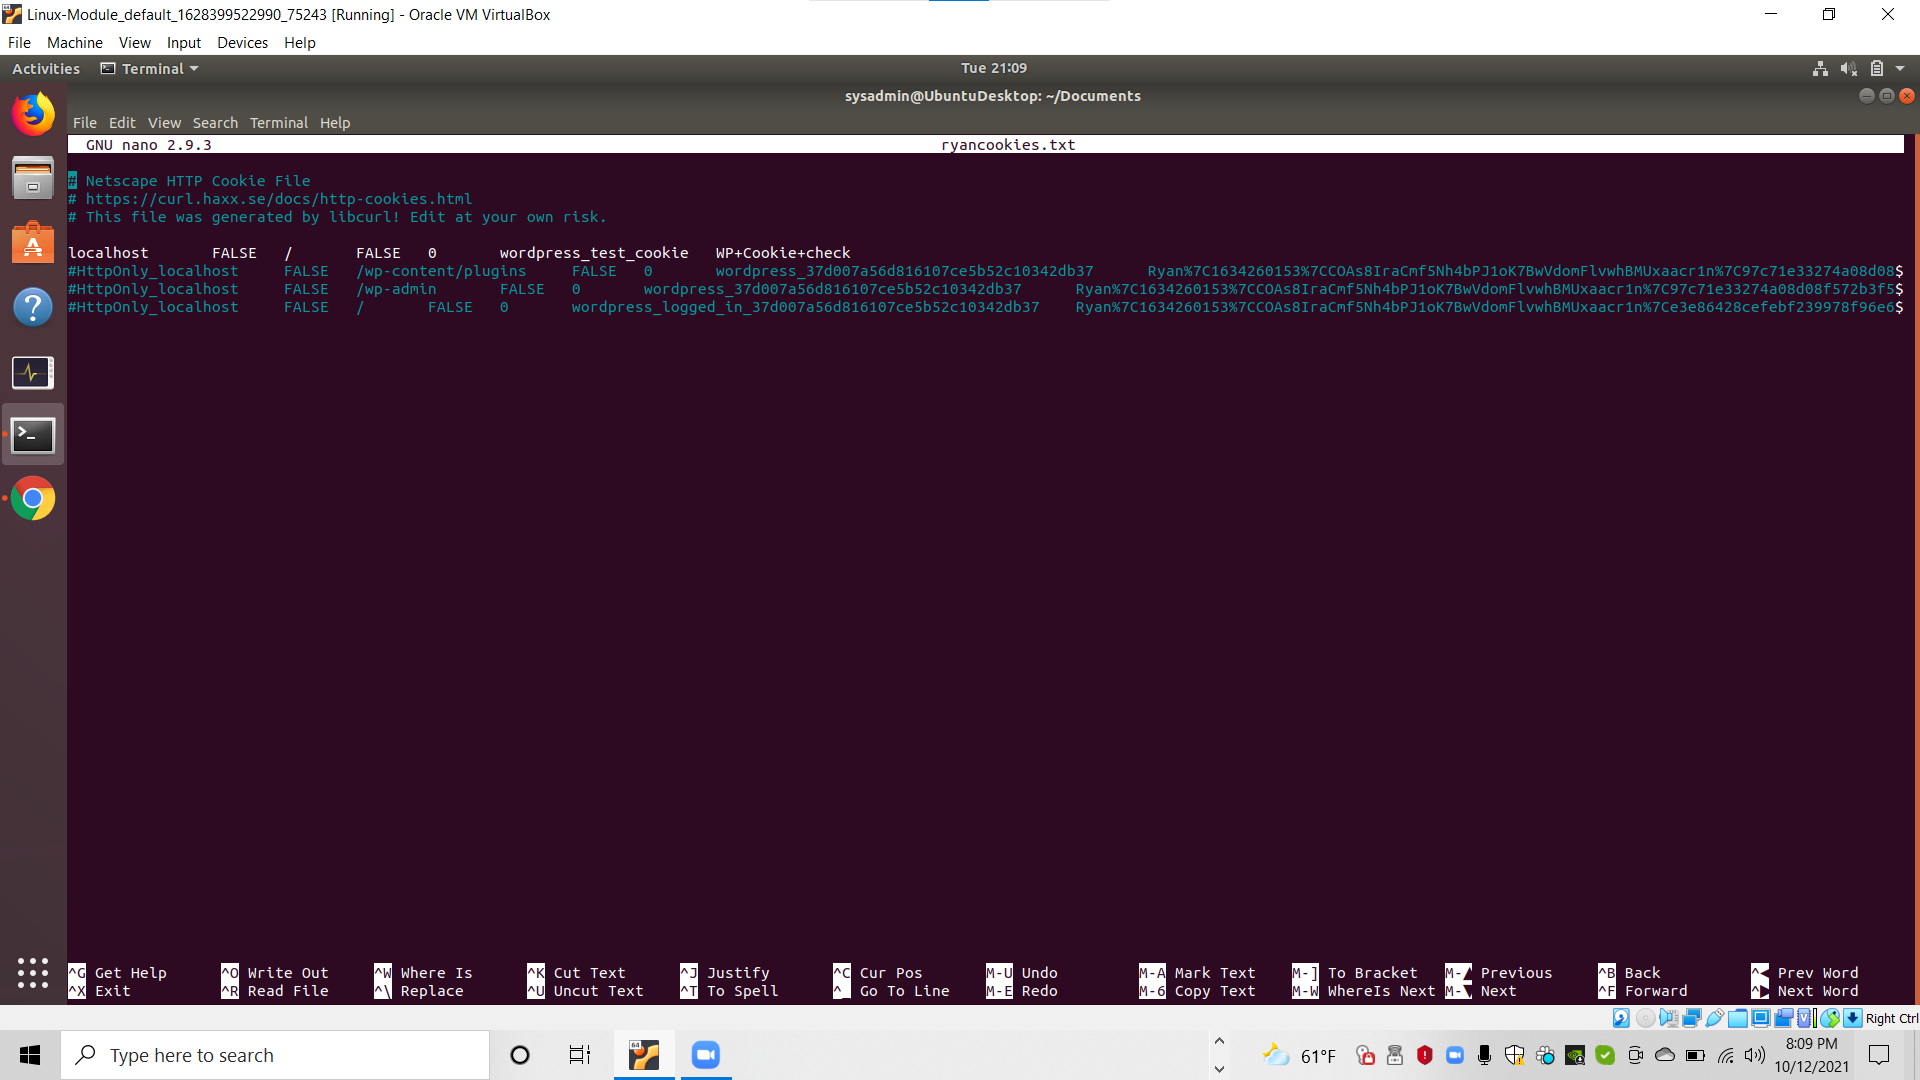 Linux-Module_default_1628399522990_75243 [Running] - Oracle VM VirtualBox
File Machine View Input Devices Help
Activities Terminal Tue 21:09
sysadmin@UbuntuDesktop: ~/Documents
File Edit View Search Terminal Help
GNU nano 2.9.3 ryancookies.txt
# Netscape HTTP Cookie File
# https://curl.haxx.se/docs/http-cookies.html
# This file was generated by libcurl! Edit at your own risk.
localhost FALSE / FALSE 0 wordpress_test_cookie WP+Cookie+check
#HttpOnly_localhost FALSE /wp-content/plugins FALSE 0 wordpress_37d007a56d816107ce5b52c10342db37 Ryan%7C1634260153%7CCOAs8IraCmf5Nh4bPJ1oK7BwVdomFlvwhBMUxaacr1n%7C97c71e33274a08d08$
#HttpOnly_localhost FALSE /wp-admin FALSE 0 wordpress_37d007a56d816107ce5b52c10342db37 Ryan%7C1634260153%7CCOAs8IraCmf5Nh4bPJ1oK7BwVdomFlvwhBMUxaacr1n%7C97c71e33274a08d08f572b3f5$
#HttpOnly_localhost FALSE / FALSE 0 wordpress_logged_in_37d007a56d816107ce5b52c10342db37 Ryan%7C1634260153%7CCOAs8IraCmf5Nh4bPJ1oK7BwVdomFlvwhBMUxaacr1n%7Ce3e86428cefebf239978f96e6$
^G Get Help ^O Write Out ^W Where Is ^K Cut Text ^J Justify ^C Cur Pos M-U Undo M-A Mark Text M-] To Bracket M-▲ Previous ^B Back ^◀ Prev Word
^X Exit ^R Read File ^\ Replace ^U Uncut Text ^T To Spell ^_ Go To Line M-E Redo M-6 Copy Text M-W WhereIs Next M-▼ Next ^F Forward ^▶ Next Word
Right Ctrl
Type here to search 64 61°F 8:09 PM
10/12/2021